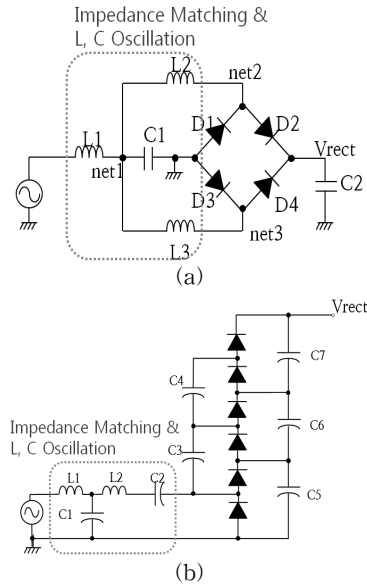 Impedance Matching &
L, C Oscillation
L2
net2
L1
C1
D1
D2
net1
Vrect
C2
D3
D4
L3
net3
(a)
Vrect
C7
C4
Impedance Matching &
L, C Oscillation
C6
C3
L1
L2
C2
C5
C1
(b)